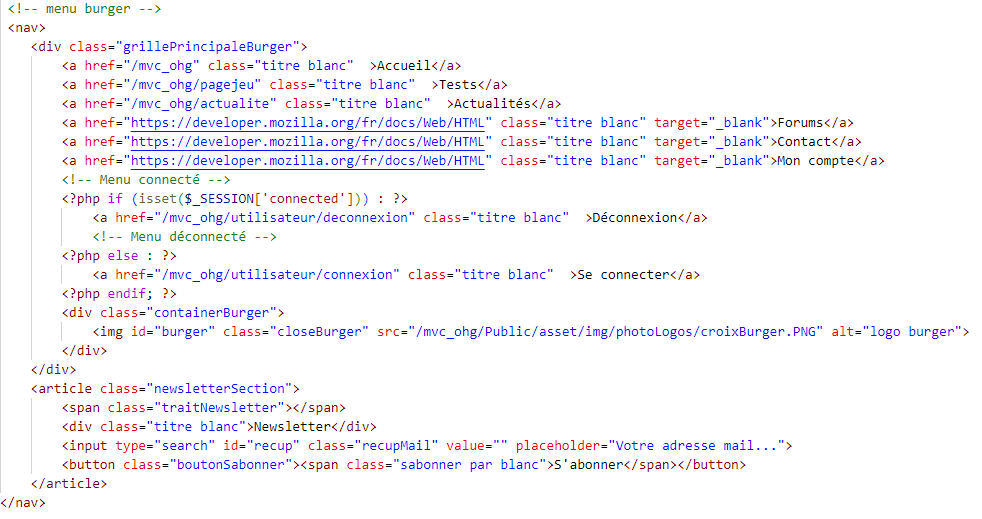 <!-- menu burger -->
<nav>
    <div class="grillePrincipaleBurger">
        <a href="/mvc_ohg" class="titre blanc"  >Accueil</a>
        <a href="/mvc_ohg/pagejeu" class="titre blanc"  >Tests</a>
        <a href="/mvc_ohg/actualite" class="titre blanc"  >Actualités</a>
        <a href="https://developer.mozilla.org/fr/docs/Web/HTML" class="titre blanc" target="_blank">Forums</a>
        <a href="https://developer.mozilla.org/fr/docs/Web/HTML" class="titre blanc" target="_blank">Contact</a>
        <a href="https://developer.mozilla.org/fr/docs/Web/HTML" class="titre blanc" target="_blank">Mon compte</a>
        <!-- Menu connecté -->
        <?php if (isset($_SESSION['connected'])) : ?>
            <a href="/mvc_ohg/utilisateur/deconnexion" class="titre blanc"  >Déconnexion</a>
            <!-- Menu déconnecté -->
        <?php else : ?>
            <a href="/mvc_ohg/utilisateur/connexion" class="titre blanc"  >Se connecter</a>
        <?php endif; ?>
        <div class="containerBurger">
            <img id="burger" class="closeBurger" src="/mvc_ohg/Public/asset/img/photoLogos/croixBurger.PNG" alt="logo burger">
        </div>
    </div>
    <article class="newsletterSection">
        <span class="traitNewsletter"></span>
        <div class="titre blanc">Newsletter</div>
        <input type="search" id="recup" class="recupMail" value="" placeholder="Votre adresse mail...">
        <button class="boutonSabonner"><span class="sabonner par blanc">S'abonner</span></button>
    </article>
</nav>